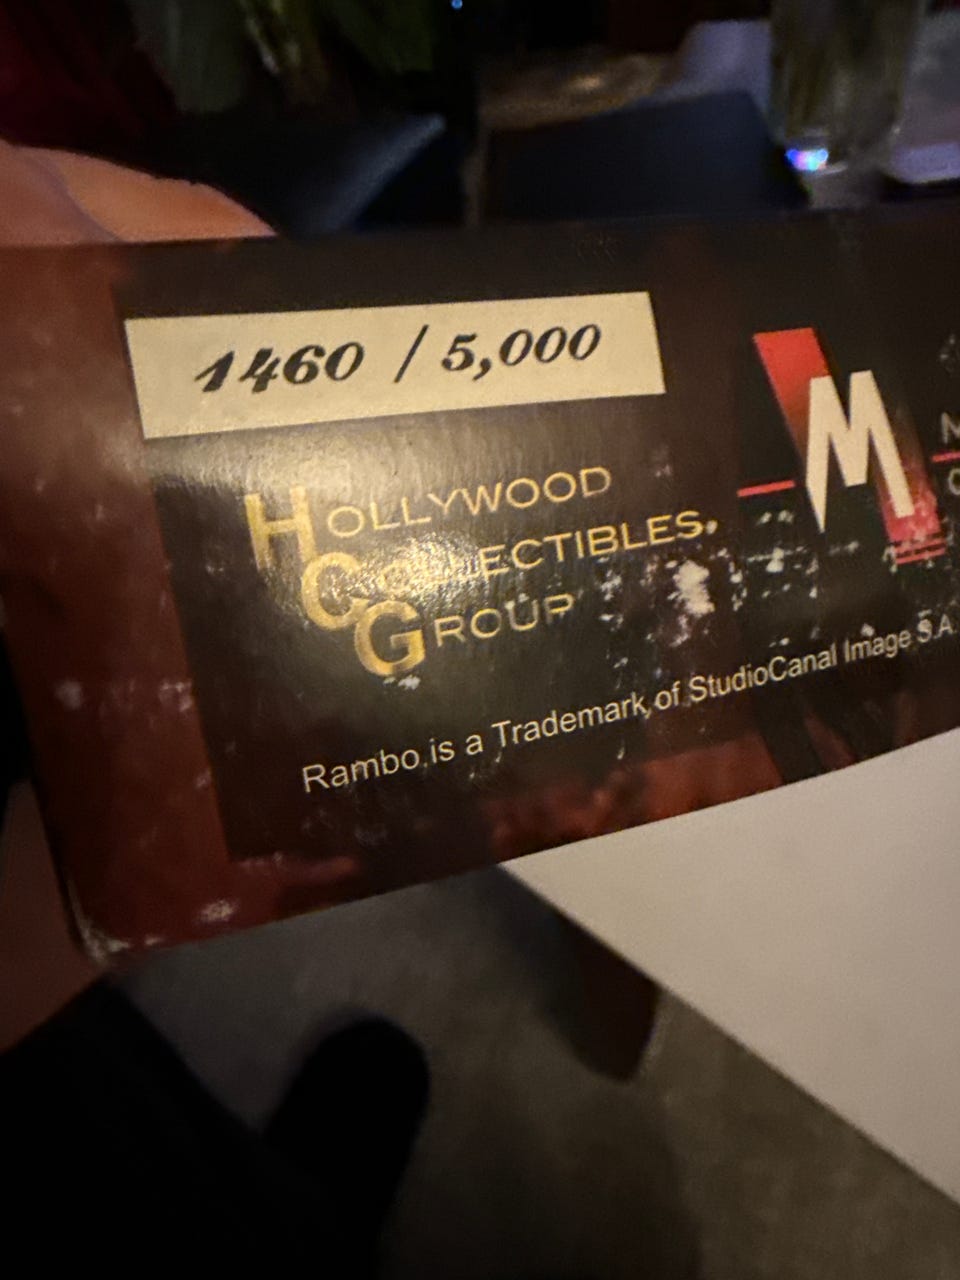 1460 / 5,000
HOLLYWOOD
COLLECTIBLES.
GROUP
M
Rambo is a Trademark of StudioCanal Image S.A.